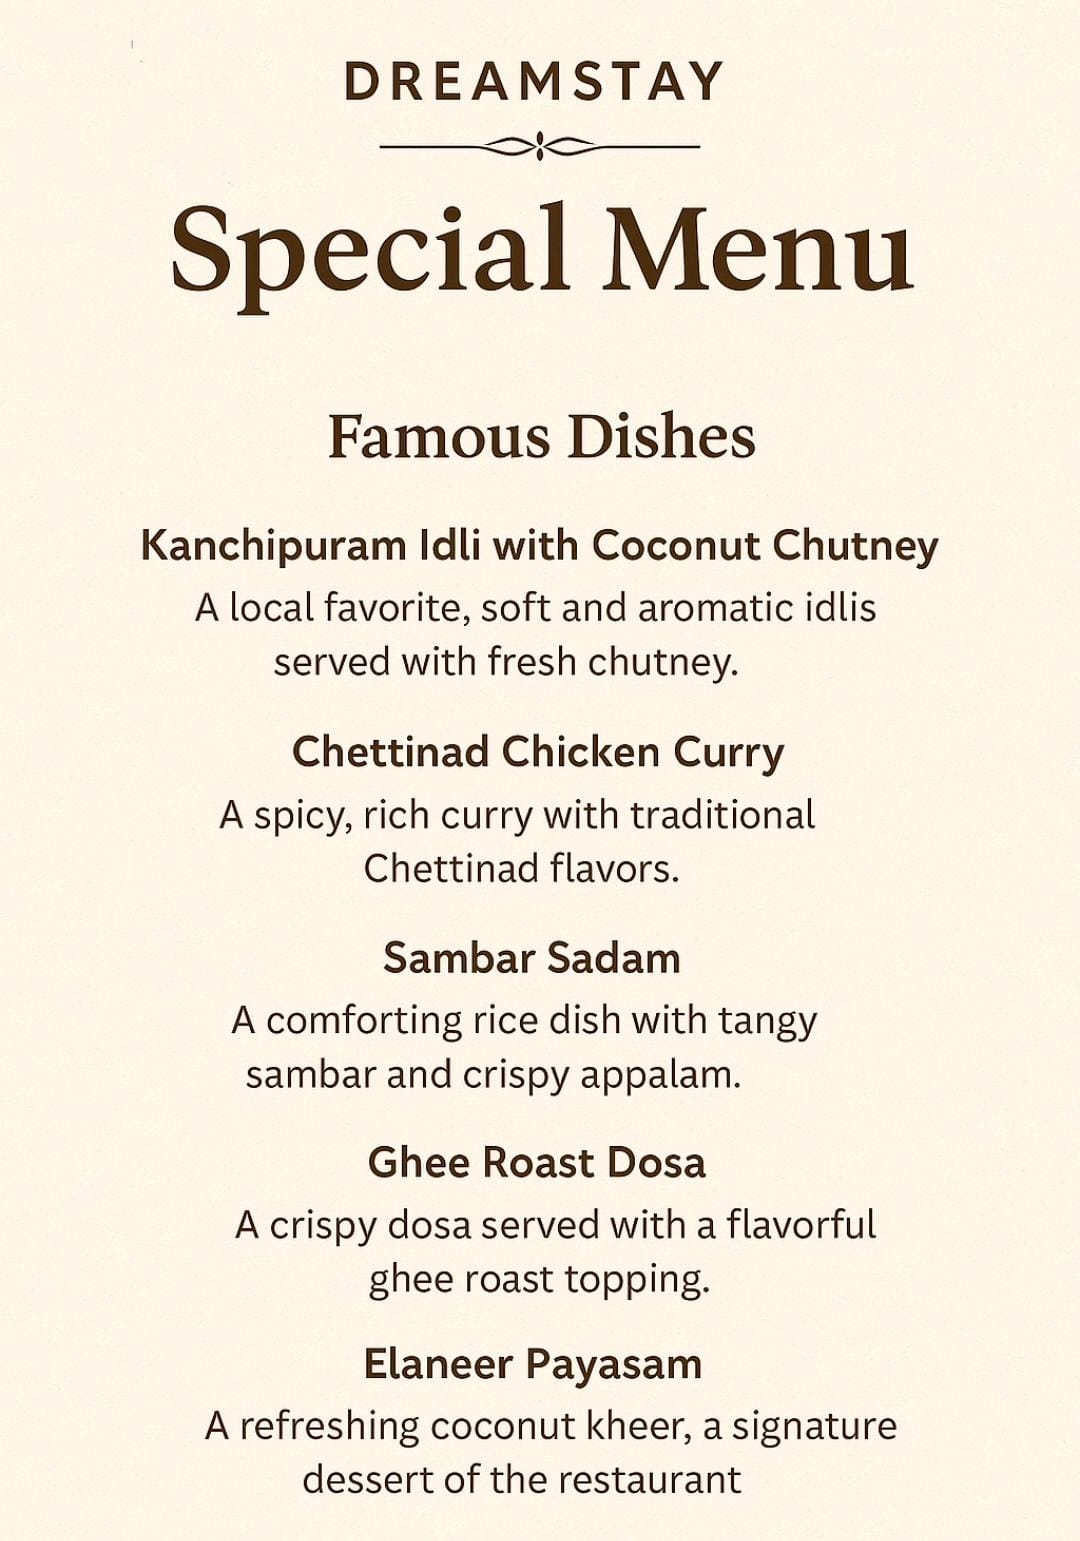 DREAMSTAY
Special Menu
Famous Dishes
Kanchipuram Idli with Coconut Chutney
A local favorite, soft and aromatic idlis
served with fresh chutney.
Chettinad Chicken Curry
A spicy, rich curry with traditional
Chettinad flavors.
Sambar Sadam
A comforting rice dish with tangy
sambar and crispy appalam.
Ghee Roast Dosa
A crispy dosa served with a flavorful
ghee roast topping.
Elaneer Payasam
A refreshing coconut kheer, a signature
dessert of the restaurant